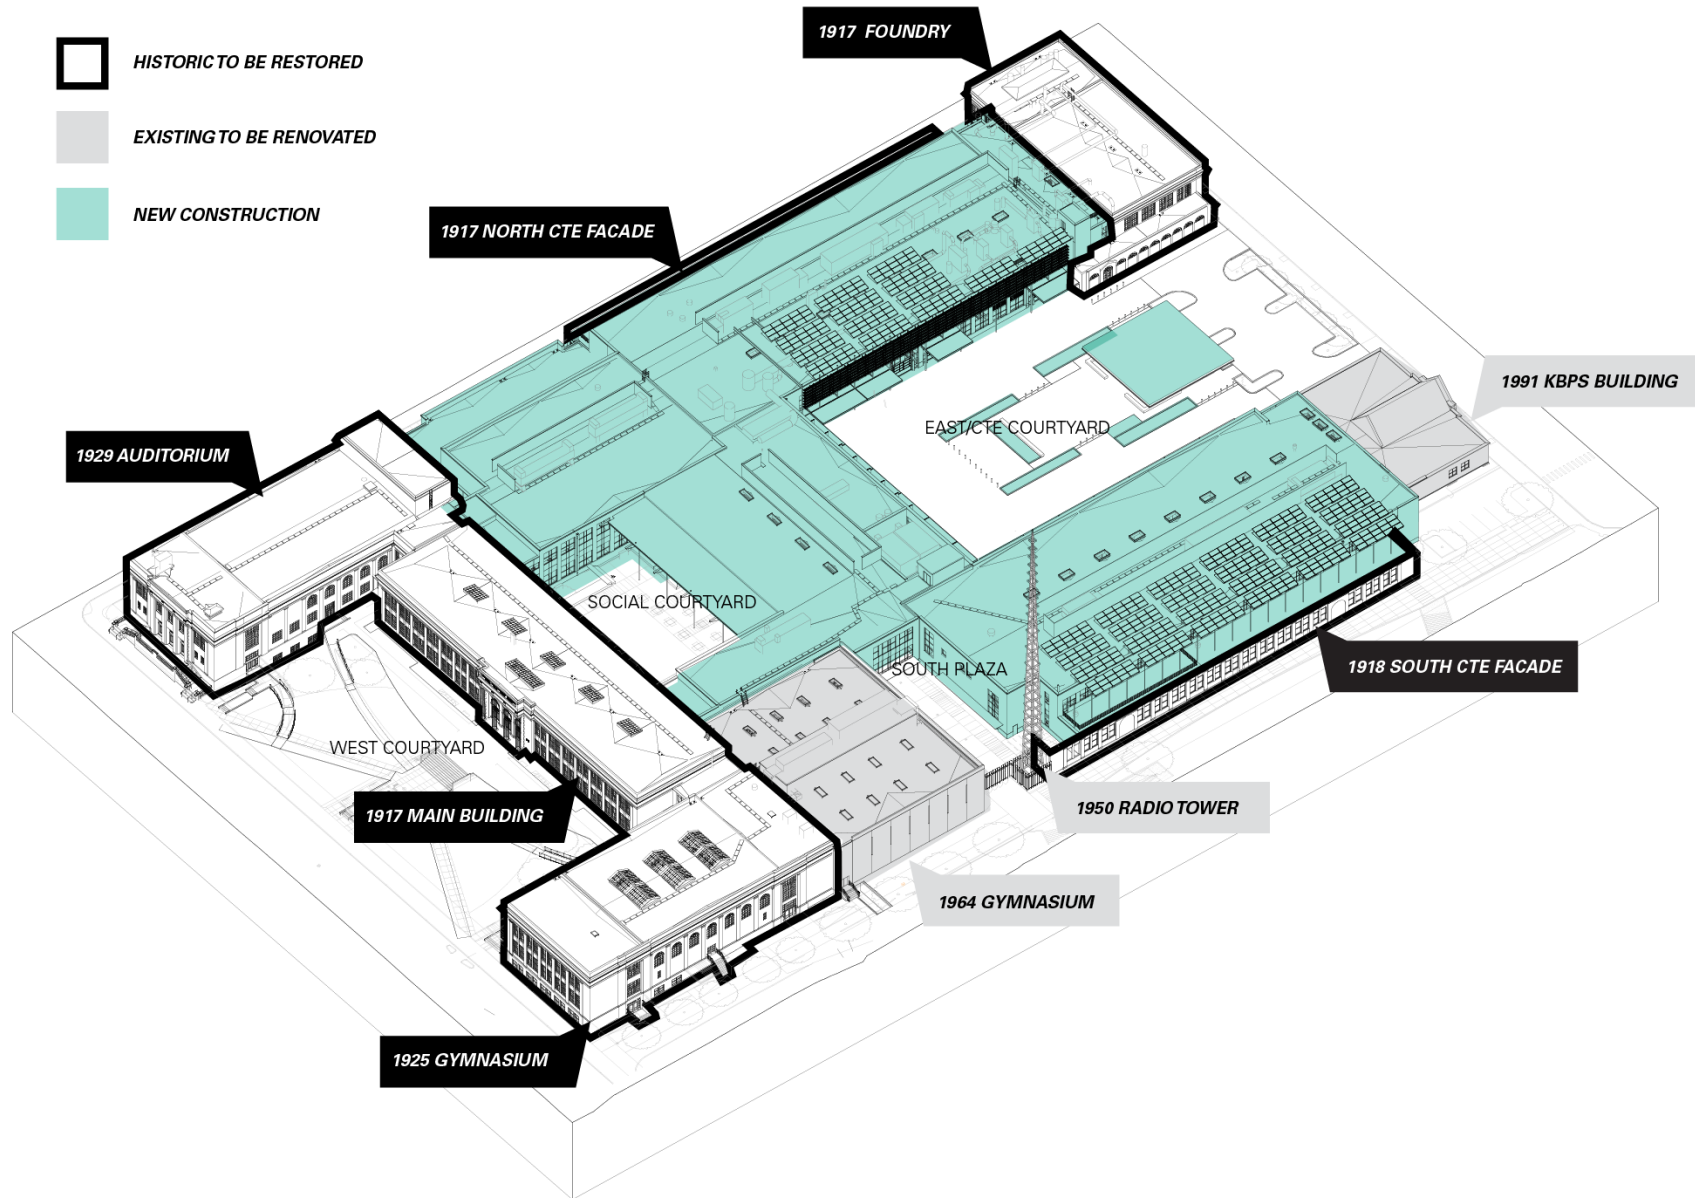 HISTORIC TO BE RESTORED
EXISTING TO BE RENOVATED
NEW CONSTRUCTION
1917 FOUNDRY
1917 NORTH CTE FACADE
1991 KBPS BUILDING
EAST/CTE COURTYARD
1929 AUDITORIUM
SOCIAL COURTYARD
SOUTH PLAZA
1918 SOUTH CTE FACADE
WEST COURTYARD
1917 MAIN BUILDING
1950 RADIO TOWER
1964 GYMNASIUM
1925 GYMNASIUM